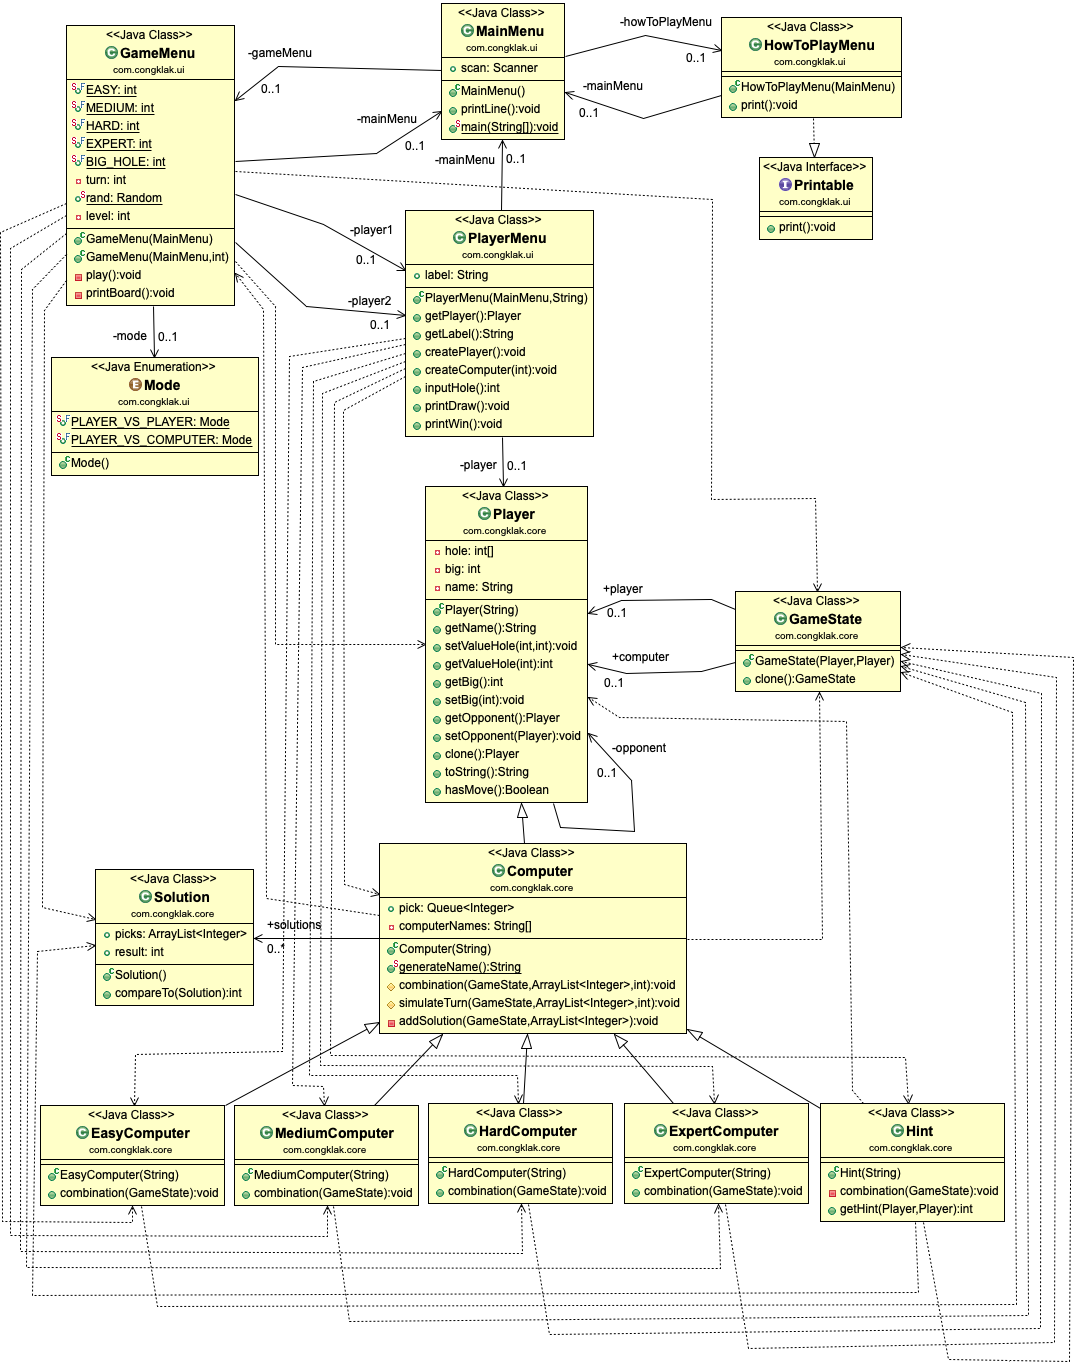 <<Java Class>>
GameMenu
com.congklak.ui
EASY: int
MEDIUM: int
HARD: int
EXPERT: int
BIG_HOLE: int
turn: int
rand: Random
level: int
GameMenu(MainMenu)
GameMenu(MainMenu,int)
play():void
printBoard():void
-gameMenu
0..1
-mainMenu
0..1
<<Java Class>>
MainMenu
com.congklak.ui
scan: Scanner
MainMenu()
printLine():void
main(String[]):void
-howToPlayMenu
0..1
-mainMenu
0..1
<<Java Class>>
HowToPlayMenu
com.congklak.ui
HowToPlayMenu(MainMenu)
print():void
<<Java Interface>>
Printable
com.congklak.ui
print():void
-mainMenu
0..1
-player1
0..1
-player2
0..1
<<Java Class>>
PlayerMenu
com.congklak.ui
label: String
PlayerMenu(MainMenu,String)
getPlayer():Player
getLabel():String
createPlayer():void
createComputer(int):void
inputHole():int
printDraw():void
printWin():void
-mode
0..1
<<Java Enumeration>>
Mode
com.congklak.ui
PLAYER_VS_PLAYER: Mode
PLAYER_VS_COMPUTER: Mode
Mode()
-player
0..1
<<Java Class>>
Player
com.congklak.core
hole: int[]
big: int
name: String
Player(String)
getName():String
setValueHole(int,int):void
getValueHole(int):int
getBig():int
setBig(int):void
getOpponent():Player
setOpponent(Player):void
clone():Player
toString():String
hasMove():Boolean
+player
0..1
+computer
0..1
<<Java Class>>
GameState
com.congklak.core
GameState(Player,Player)
clone():GameState
-opponent
0..1
<<Java Class>>
Solution
com.congklak.core
picks: ArrayList<Integer>
result: int
Solution()
compareTo(Solution):int
+solutions
0..*
<<Java Class>>
Computer
com.congklak.core
pick: Queue<Integer>
computerNames: String[]
Computer(String)
generateName():String
combination(GameState,ArrayList<Integer>,int):void
simulateTurn(GameState,ArrayList<Integer>,int):void
addSolution(GameState,ArrayList<Integer>):void
<<Java Class>>
EasyComputer
com.congklak.core
EasyComputer(String)
combination(GameState):void
<<Java Class>>
MediumComputer
com.congklak.core
MediumComputer(String)
combination(GameState):void
<<Java Class>>
HardComputer
com.congklak.core
HardComputer(String)
combination(GameState):void
<<Java Class>>
ExpertComputer
com.congklak.core
ExpertComputer(String)
combination(GameState):void
<<Java Class>>
Hint
com.congklak.core
Hint(String)
combination(GameState):void
getHint(Player,Player):int